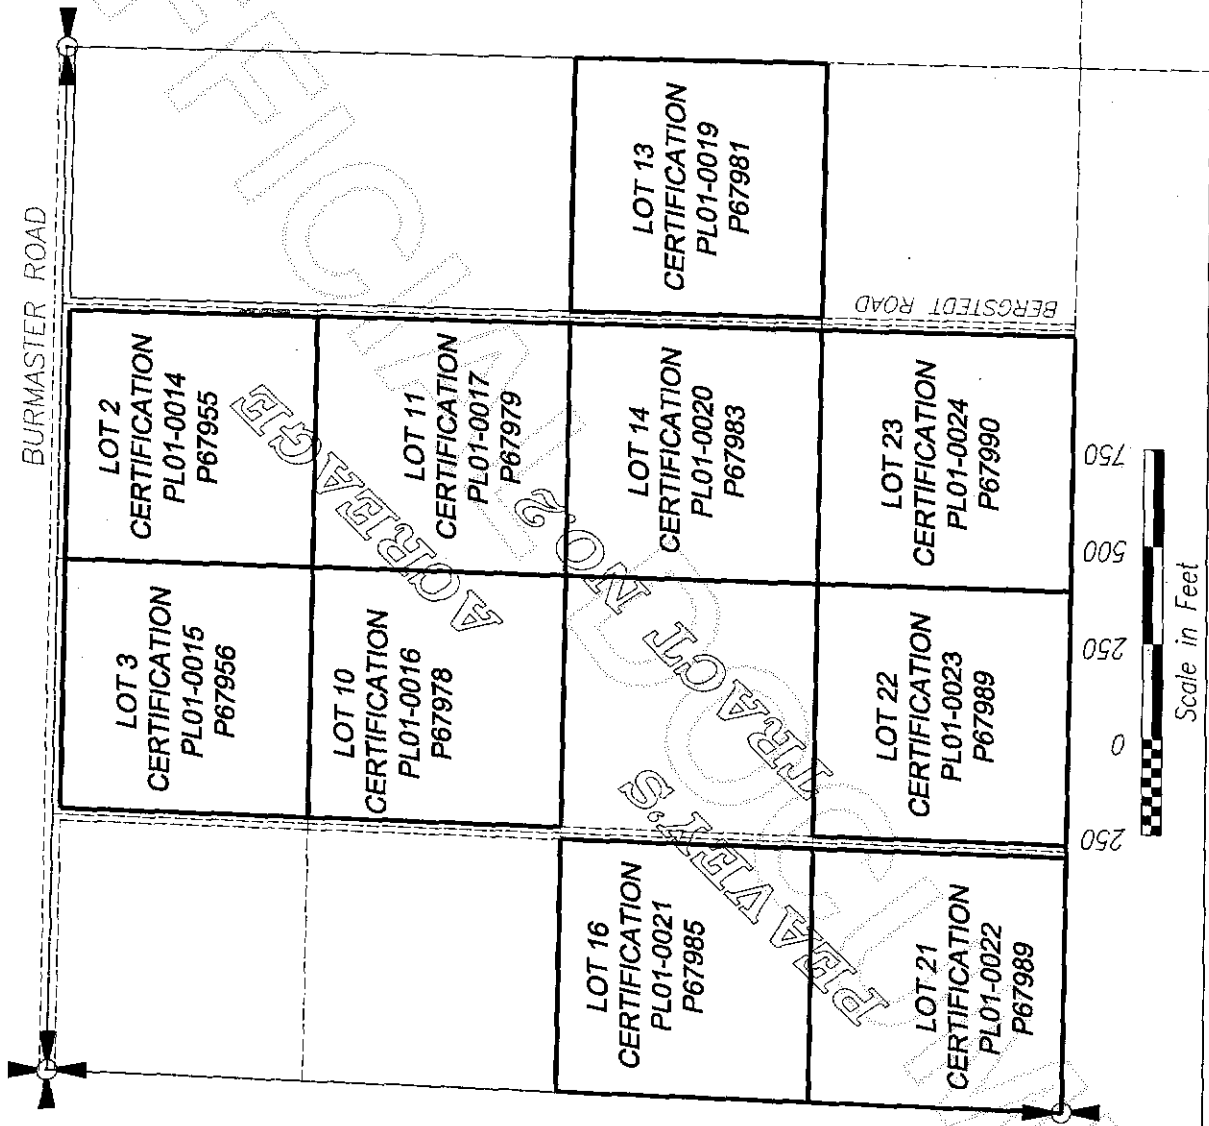 BURMASTER ROAD
LOT 13
CERTIFICATION
PL01-0019
P67981
BERGSTEDT ROAD
LOT 2
CERTIFICATION
PL01-0014
P67955
LOT 11
CERTIFICATION
PL01-0017
P67979
LOT 14
CERTIFICATION
PL01-0020
P67983
LOT 23
CERTIFICATION
PL01-0024
P67990
LOT 3
CERTIFICATION
PL01-0015
P67956
LOT 10
CERTIFICATION
PL01-0016
P67978
LOT 22
CERTIFICATION
PL01-0023
P67989
LOT 16
CERTIFICATION
PL01-0021
P67985
LOT 21
CERTIFICATION
PL01-0022
P67989
PEAVEY'S
TRACT NO. 2
ACREAGE
250 0 250 500 750
Scale in Feet